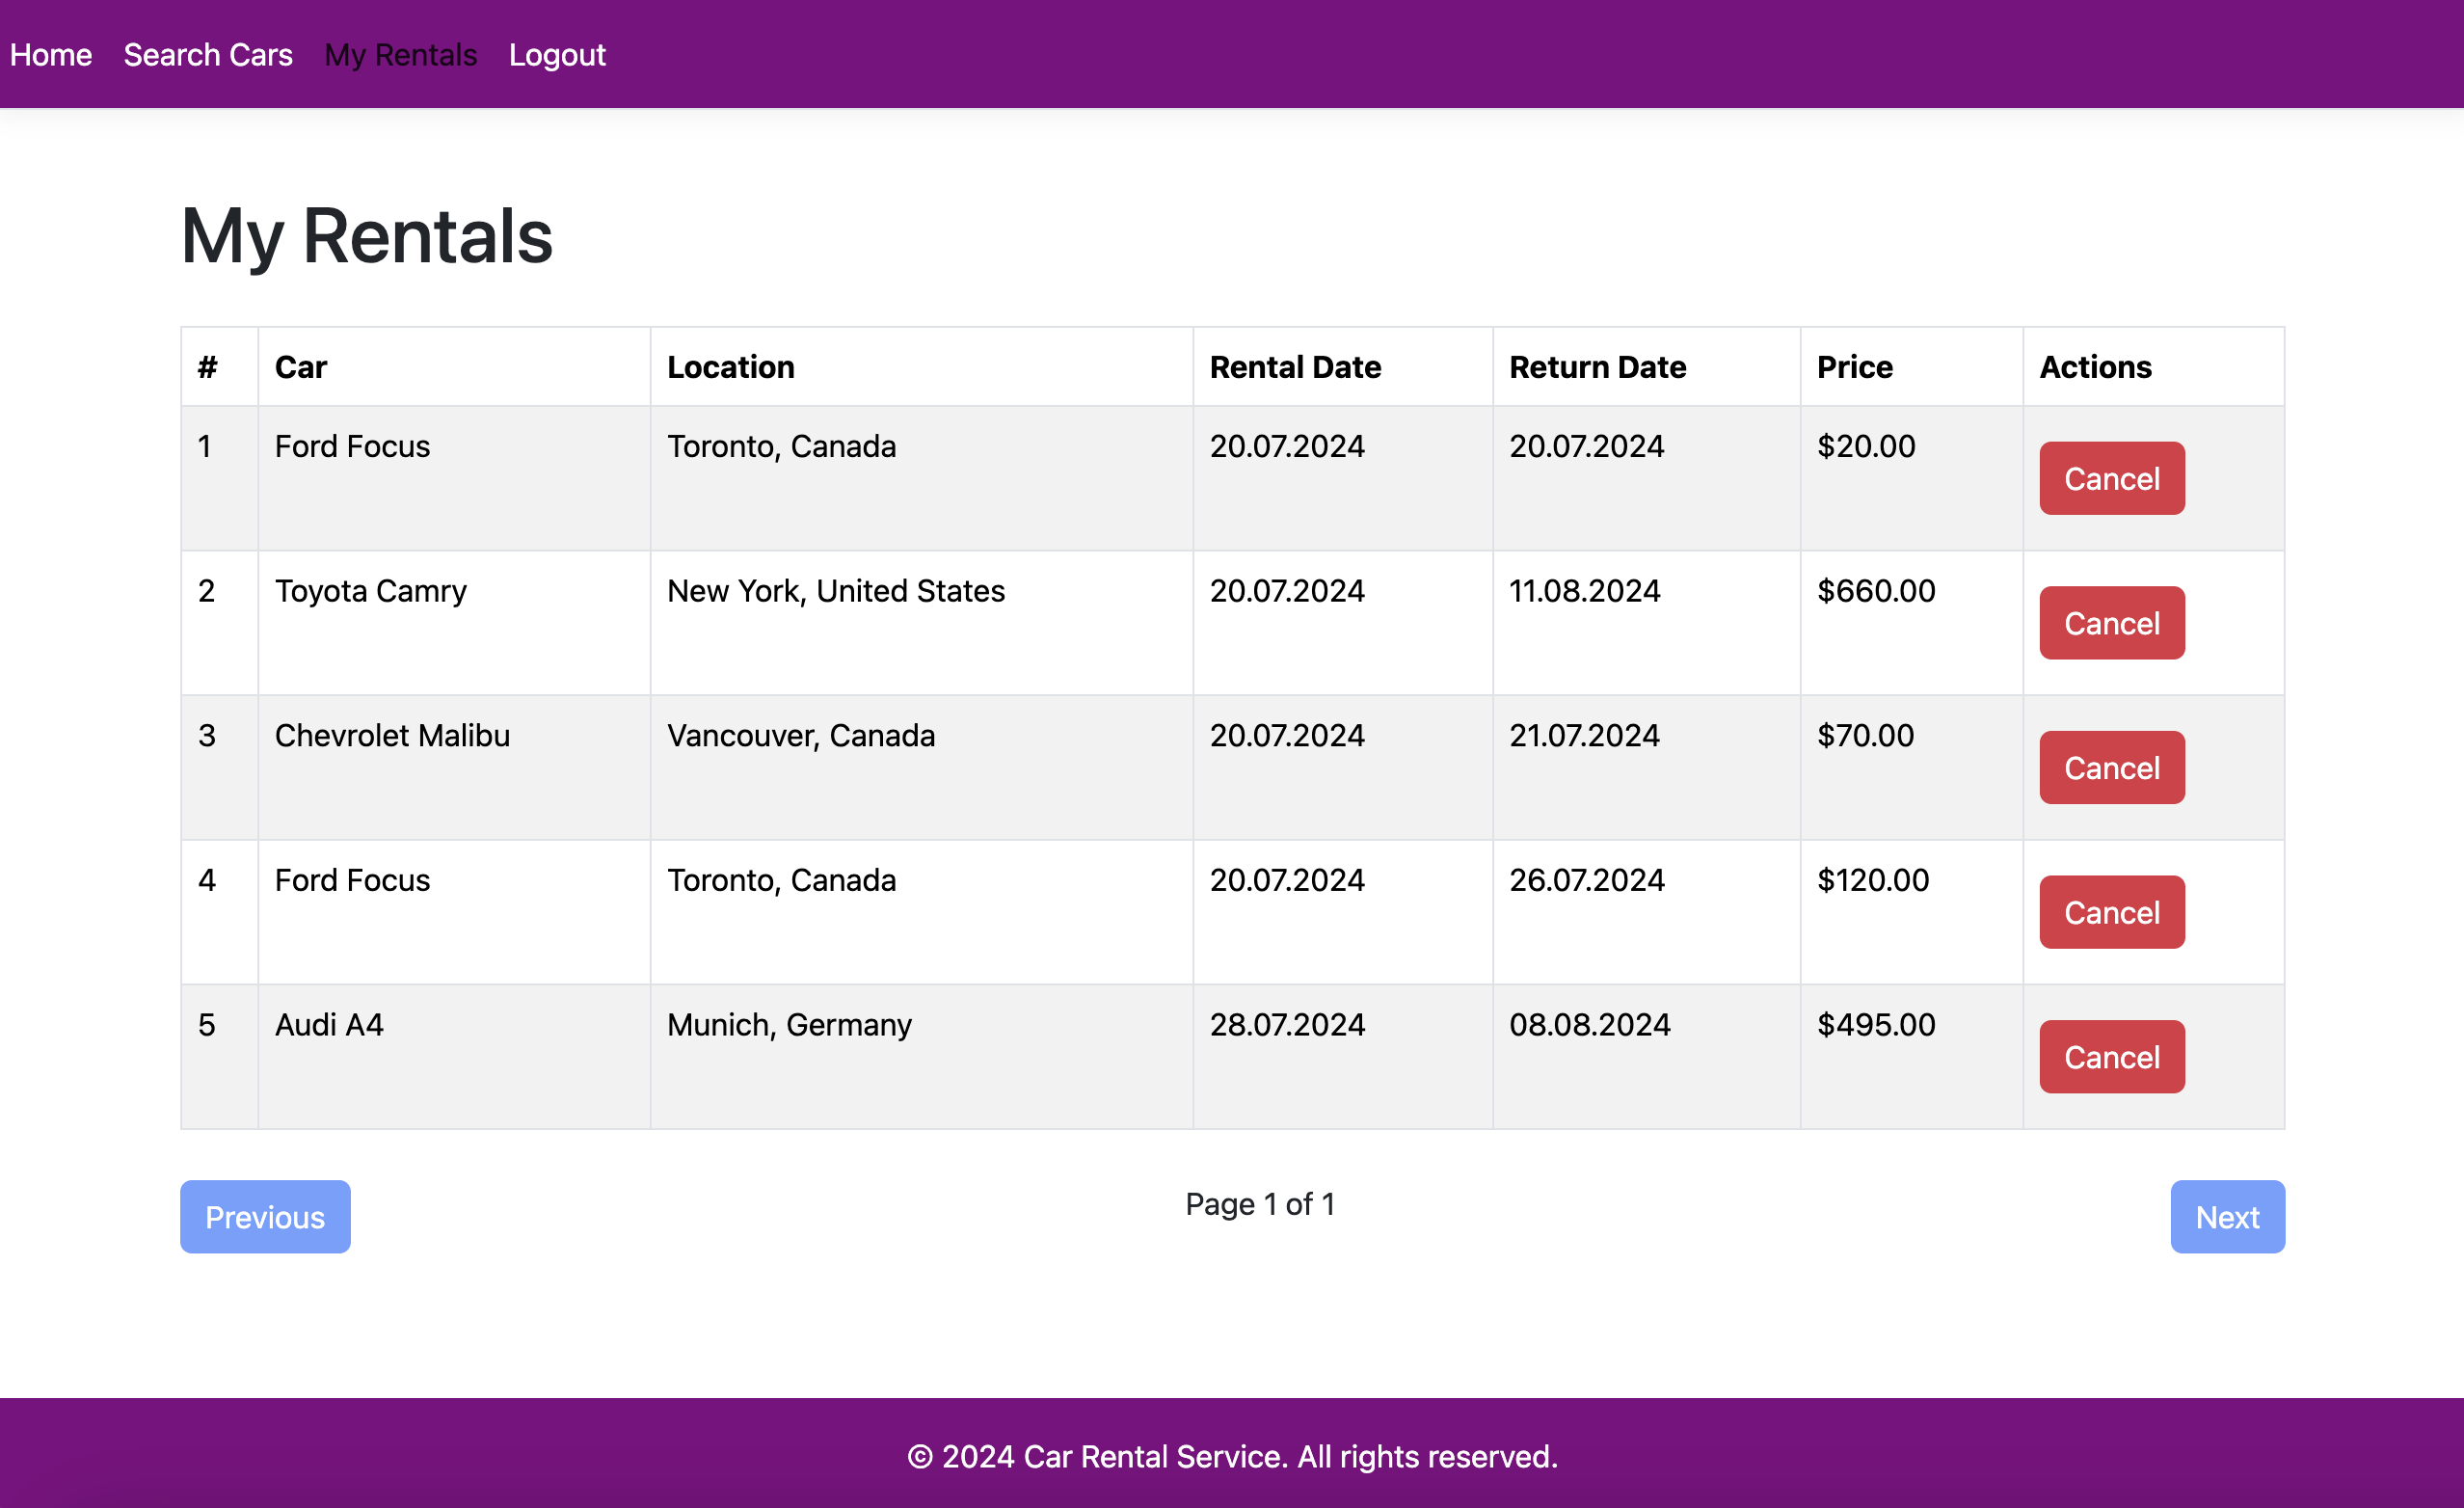 Home Search Cars My Rentals Logout
My Rentals
# Car Location Rental Date Return Date Price Actions
1 Ford Focus Toronto, Canada 20.07.2024 20.07.2024 $20.00 Cancel
2 Toyota Camry New York, United States 20.07.2024 11.08.2024 $660.00 Cancel
3 Chevrolet Malibu Vancouver, Canada 20.07.2024 21.07.2024 $70.00 Cancel
4 Ford Focus Toronto, Canada 20.07.2024 26.07.2024 $120.00 Cancel
5 Audi A4 Munich, Germany 28.07.2024 08.08.2024 $495.00 Cancel
Previous Page 1 of 1 Next
© 2024 Car Rental Service. All rights reserved.